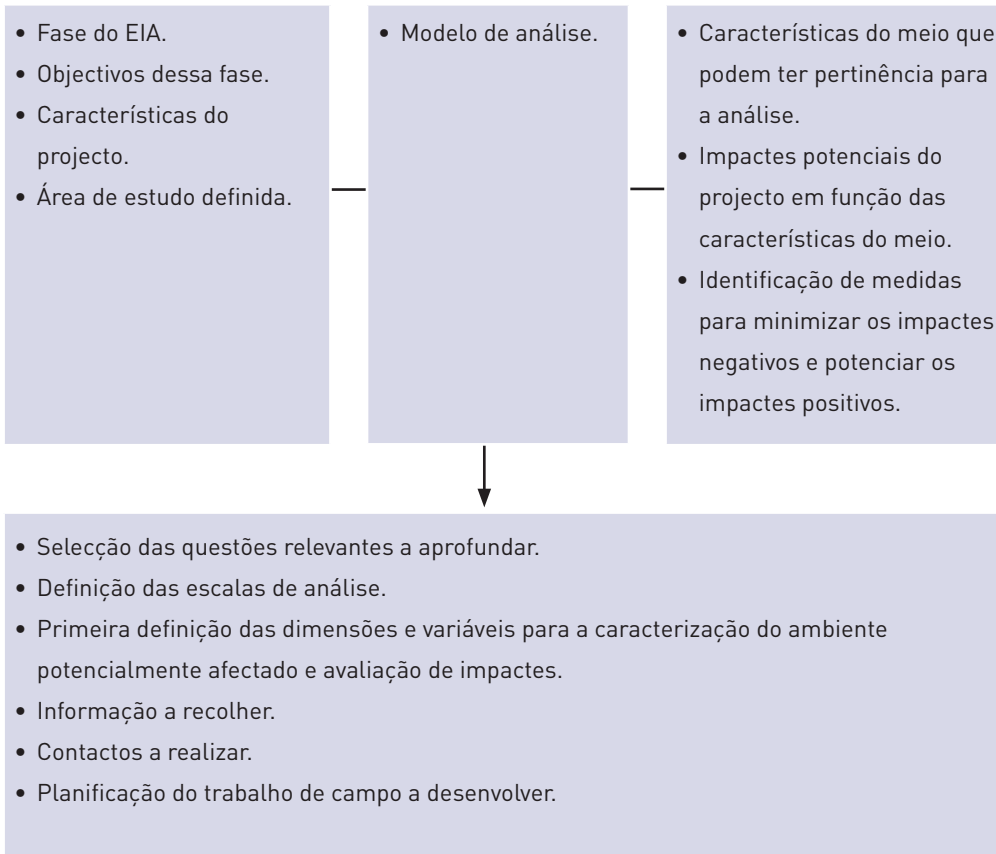 • Fase do EIA.
• Objectivos dessa fase.
• Características do
projecto.
• Área de estudo definida.
• Modelo de análise.
• Características do meio que
podem ter pertinência para
a análise.
• Impactes potenciais do
projecto em função das
características do meio.
• Identificação de medidas
para minimizar os impactes
negativos e potenciar os
impactes positivos.
• Selecção das questões relevantes a aprofundar.
• Definição das escalas de análise.
• Primeira definição das dimensões e variáveis para a caracterização do ambiente
potencialmente afectado e avaliação de impactes.
• Informação a recolher.
• Contactos a realizar.
• Planificação do trabalho de campo a desenvolver.